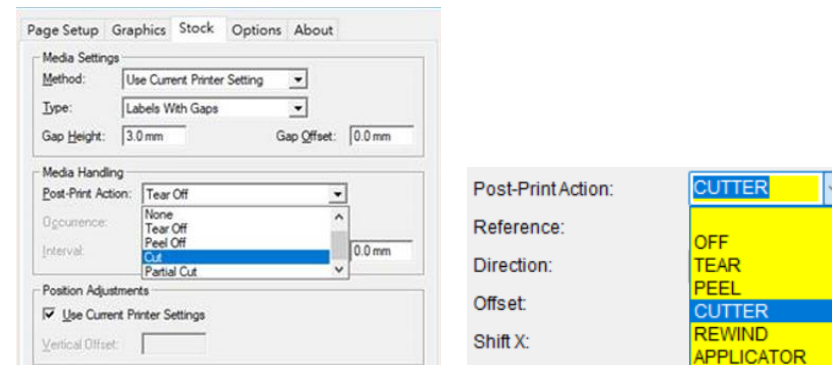 Page Setup Graphics Stock Options About
Media Settings
Method: Use Current Printer Setting
Type: Labels With Gaps
Gap Height: 3.0 mm Gap Offset: 0.0 mm
Media Handling
Post-Print Action: Tear Off
Occurrence:
None
Tear Off
Peel Off
Interval: 0.0 mm
Cut
Partial Cut
Position Adjustments
Use Current Printer Settings
Vertical Offset:
Post-Print Action: CUTTER
Reference:
OFF
Direction: TEAR
PEEL
Offset: CUTTER
Shift X: REWIND
APPLICATOR